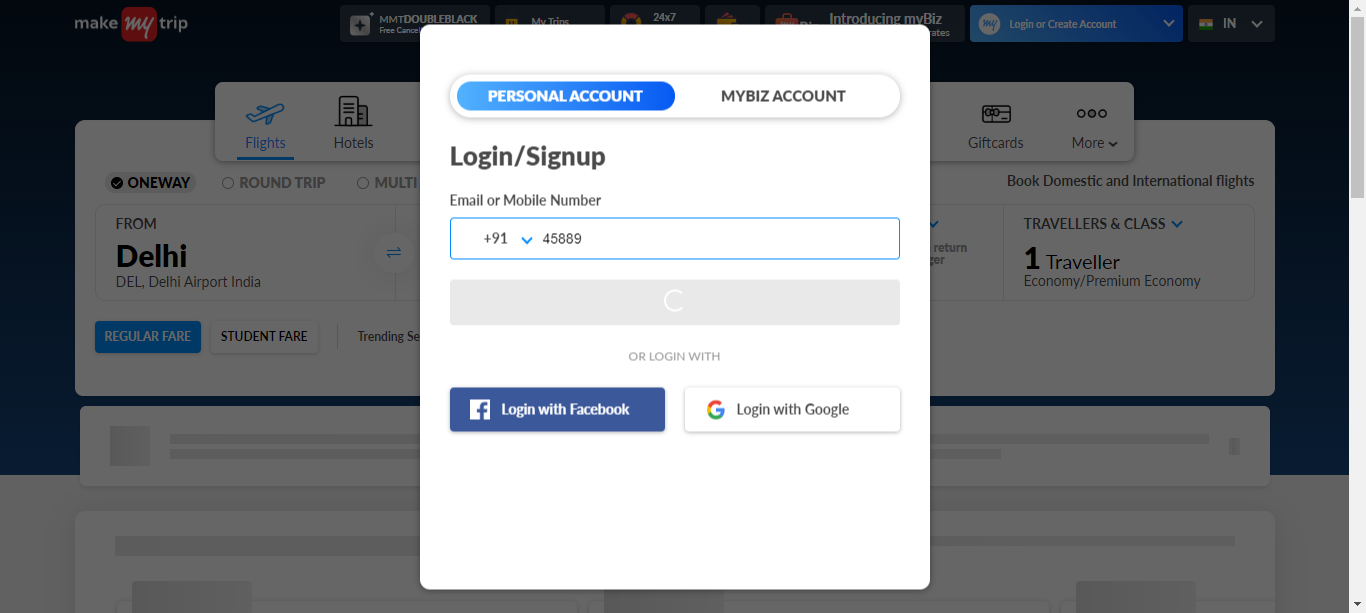 make my trip
MMTDOUBLEBLACK
Free Cancel
My Trips
24x7
Introducing myBiz
rates
my
Login or Create Account
IN
PERSONAL ACCOUNT
MYBIZ ACCOUNT
Flights
Hotels
Giftcards
More
Login/Signup
ONEWAY
ROUND TRIP
MULTI
Book Domestic and International flights
Email or Mobile Number
+91
45889
FROM
Delhi
DEL, Delhi Airport India
return
TRAVELLERS & CLASS
1 Traveller
Economy/Premium Economy
REGULAR FARE
STUDENT FARE
Trending Se
OR LOGIN WITH
Login with Facebook
Login with Google